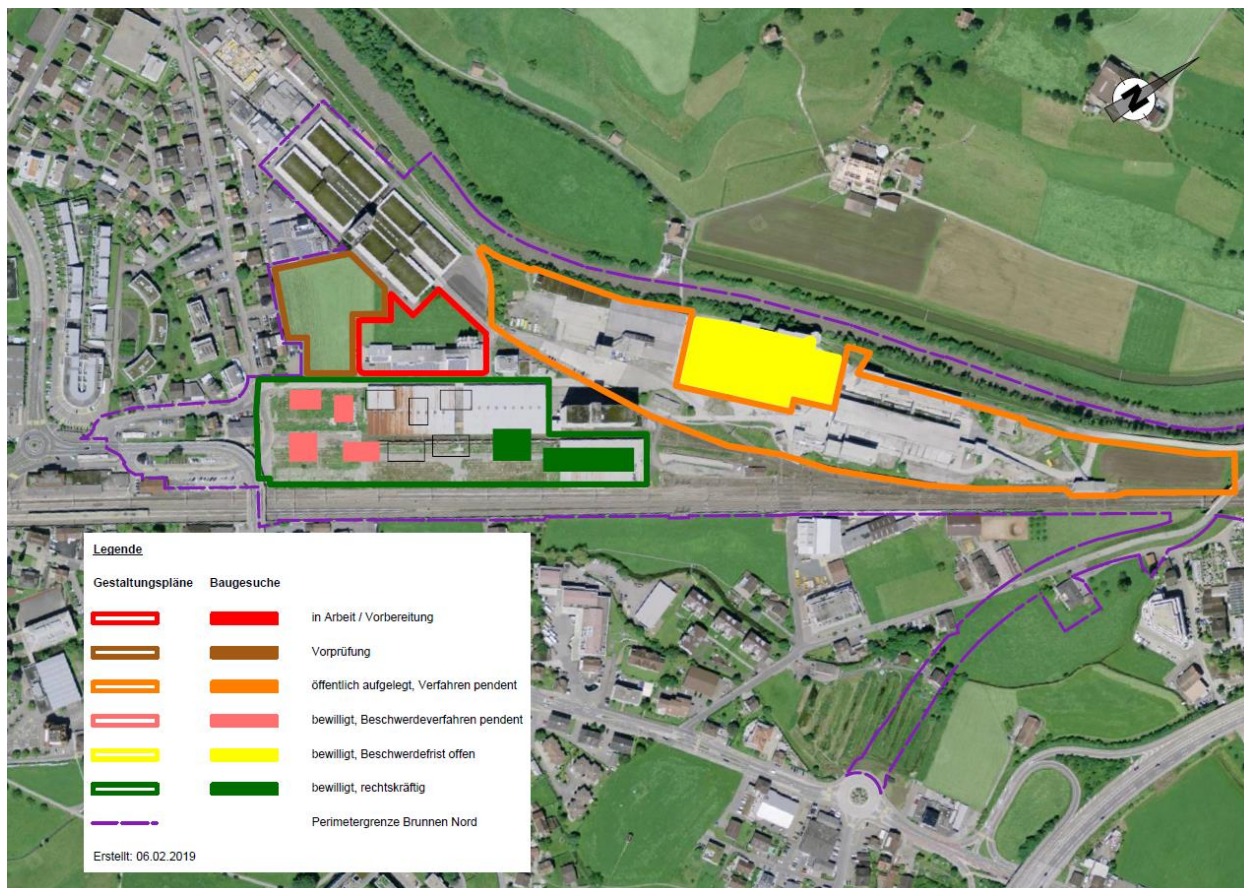 N
Legende
Gestaltungspläne Baugesuche
in Arbeit / Vorbereitung
Vorprüfung
öffentlich aufgelegt, Verfahren pendent
bewilligt, Beschwerdeverfahren pendent
bewilligt, Beschwerdefrist offen
bewilligt, rechtskräftig
Perimetergrenze Brunnen Nord
Erstellt: 06.02.2019